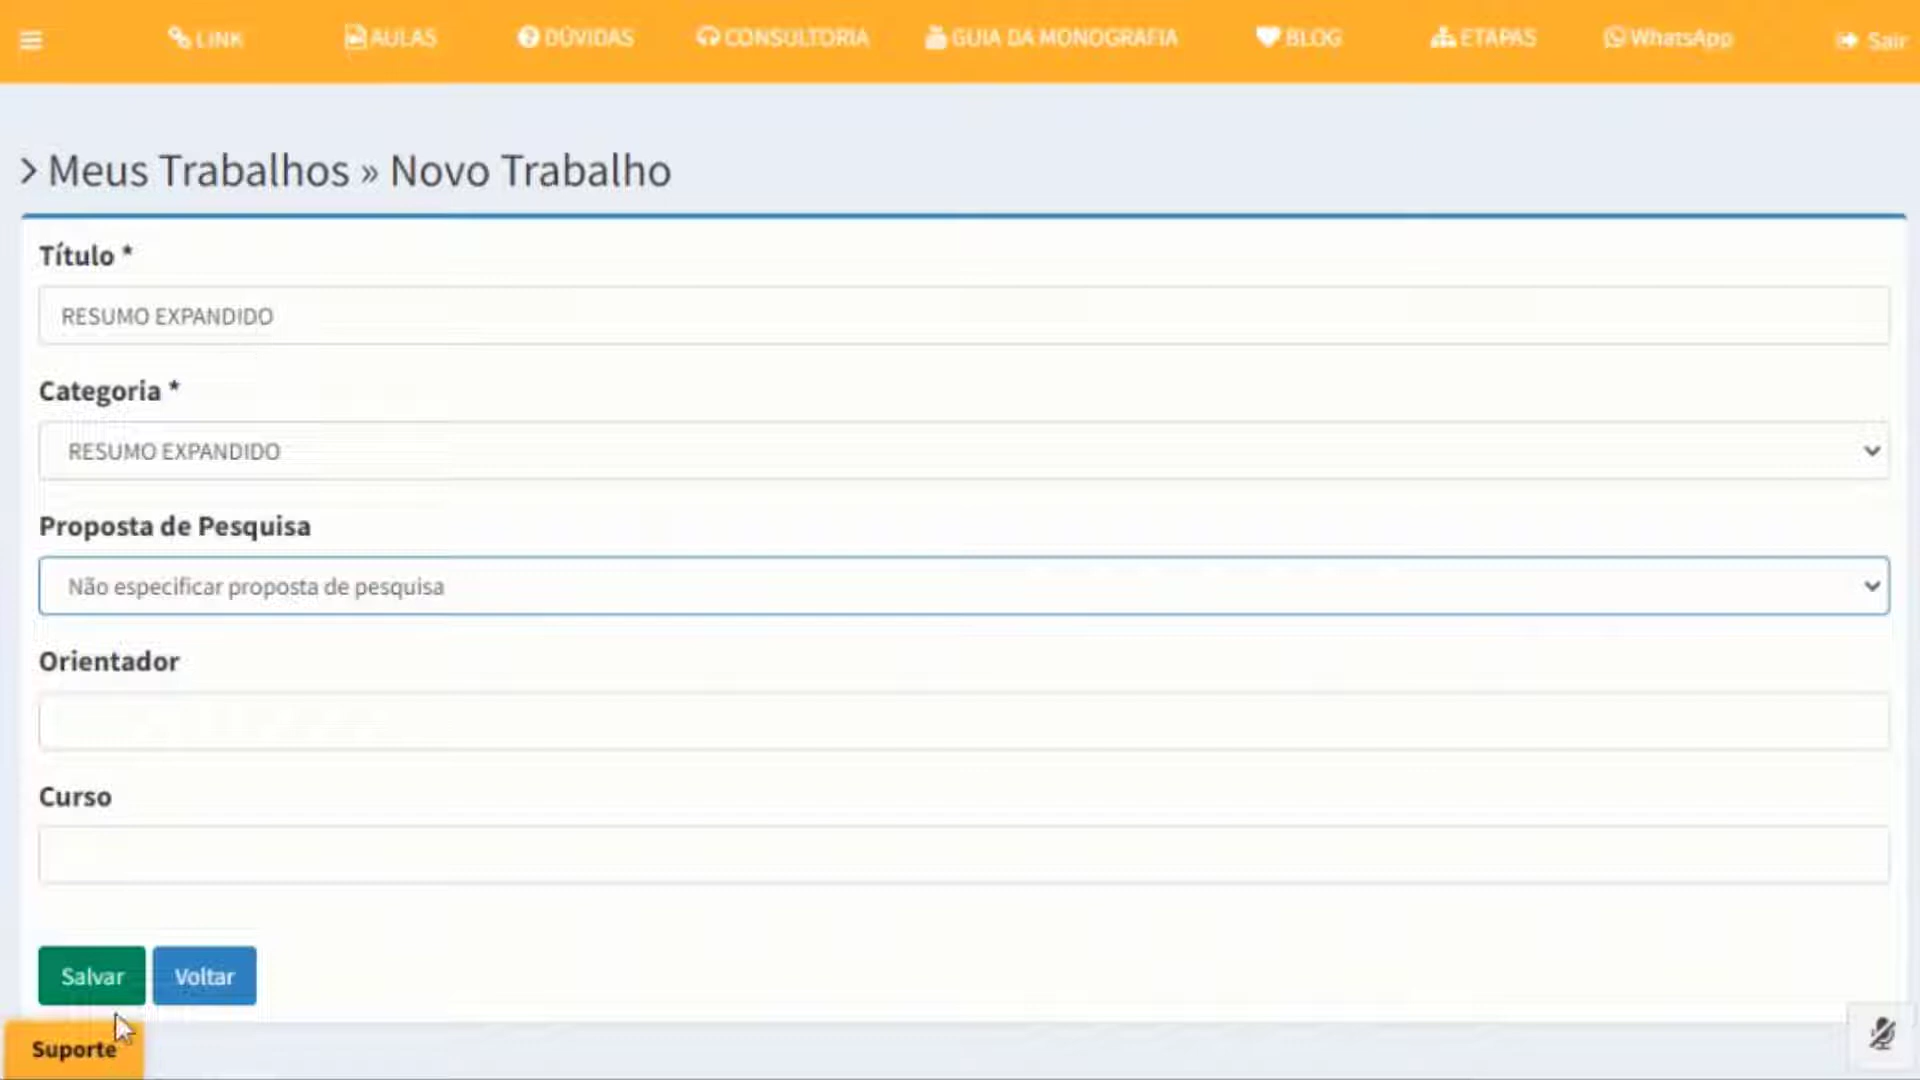 LINK AULAS DÚVIDAS CONSULTORIA GUIA DA MONOGRAFIA BLOG ETAPAS WhatsApp Sair
Meus Trabalhos » Novo Trabalho
Título *
RESUMO EXPANDIDO
Categoria *
RESUMO EXPANDIDO
Proposta de Pesquisa
Não especificar proposta de pesquisa
Orientador
Curso
Salvar Voltar
Suporte